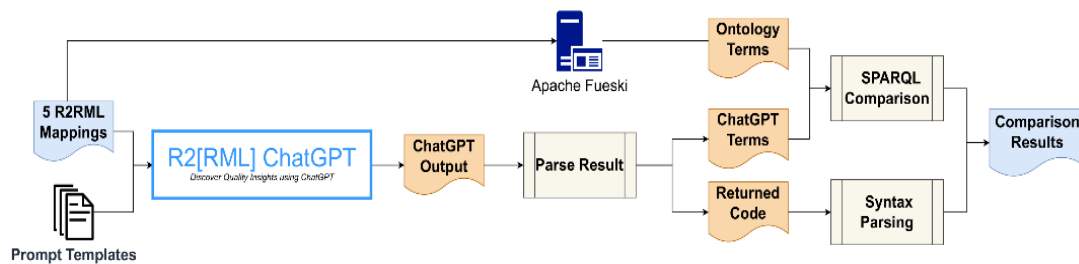 Ontology
Terms
Apache Fueski
SPARQL
Comparison
5 R2RML
Mappings
R2[RML] ChatGPT
Discover Quality Insights using ChatGPT
ChatGPT
Output
Parse Result
ChatGPT
Terms
Comparison
Results
Returned
Code
Syntax
Parsing
Prompt Templates